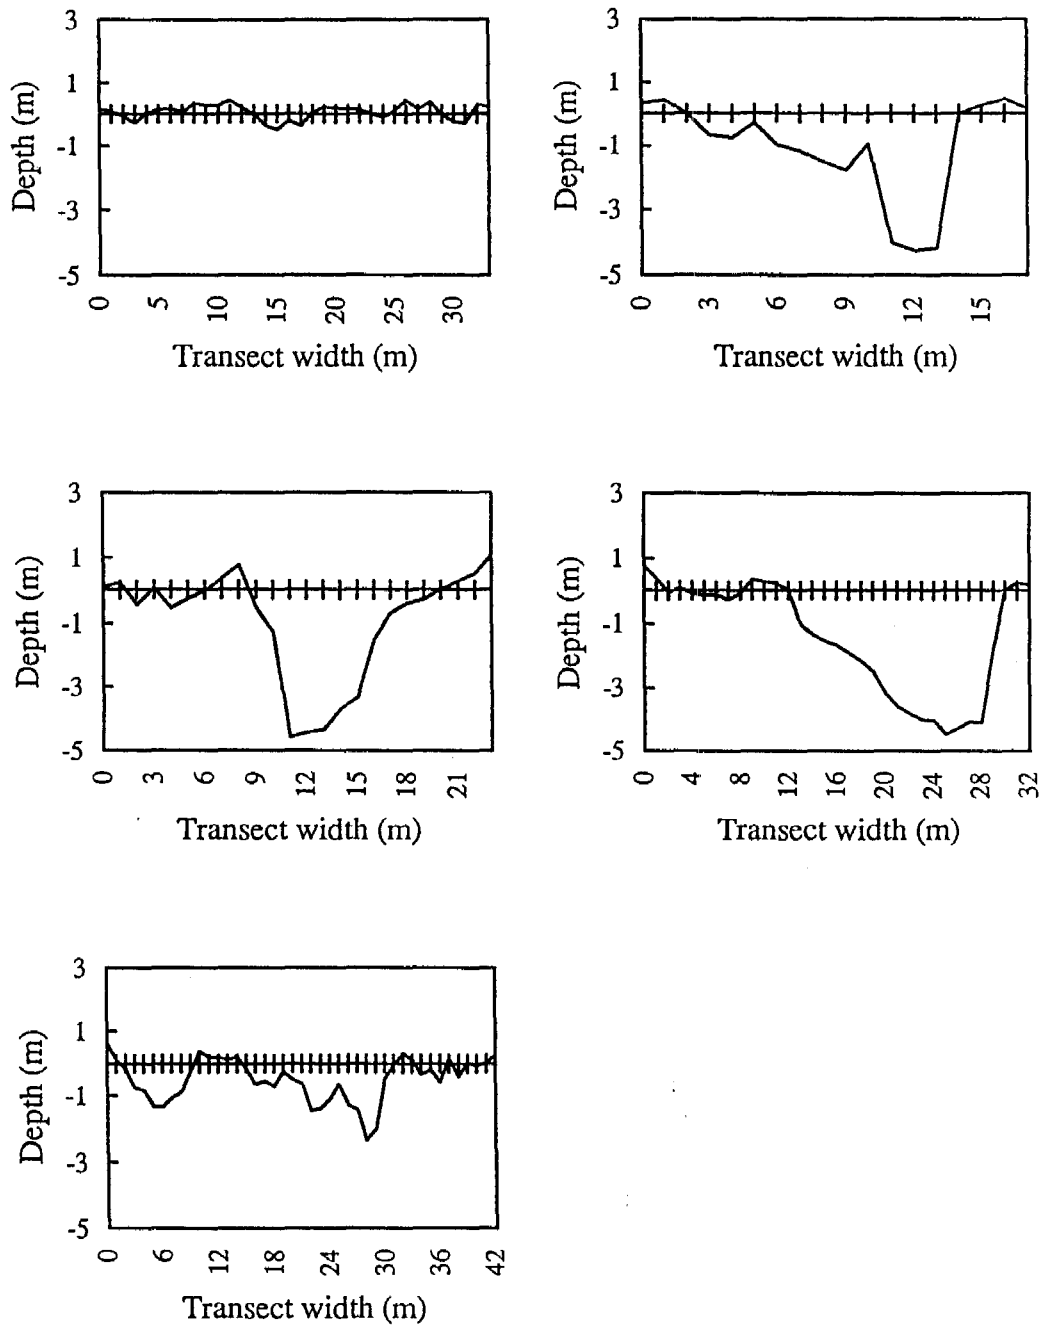 3
1
-1
-3
-5
Depth (m)
0 5 10 15 20 25 30
Transect width (m)
3
1
-1
-3
-5
Depth (m)
0 3 6 9 12 15
Transect width (m)
3
1
-1
-3
-5
Depth (m)
0 3 6 9 12 15 18 21
Transect width (m)
3
1
-1
-3
-5
Depth (m)
0 4 8 12 16 20 24 28 32
Transect width (m)
3
1
-1
-3
-5
Depth (m)
0 6 12 18 24 30 36 42
Transect width (m)